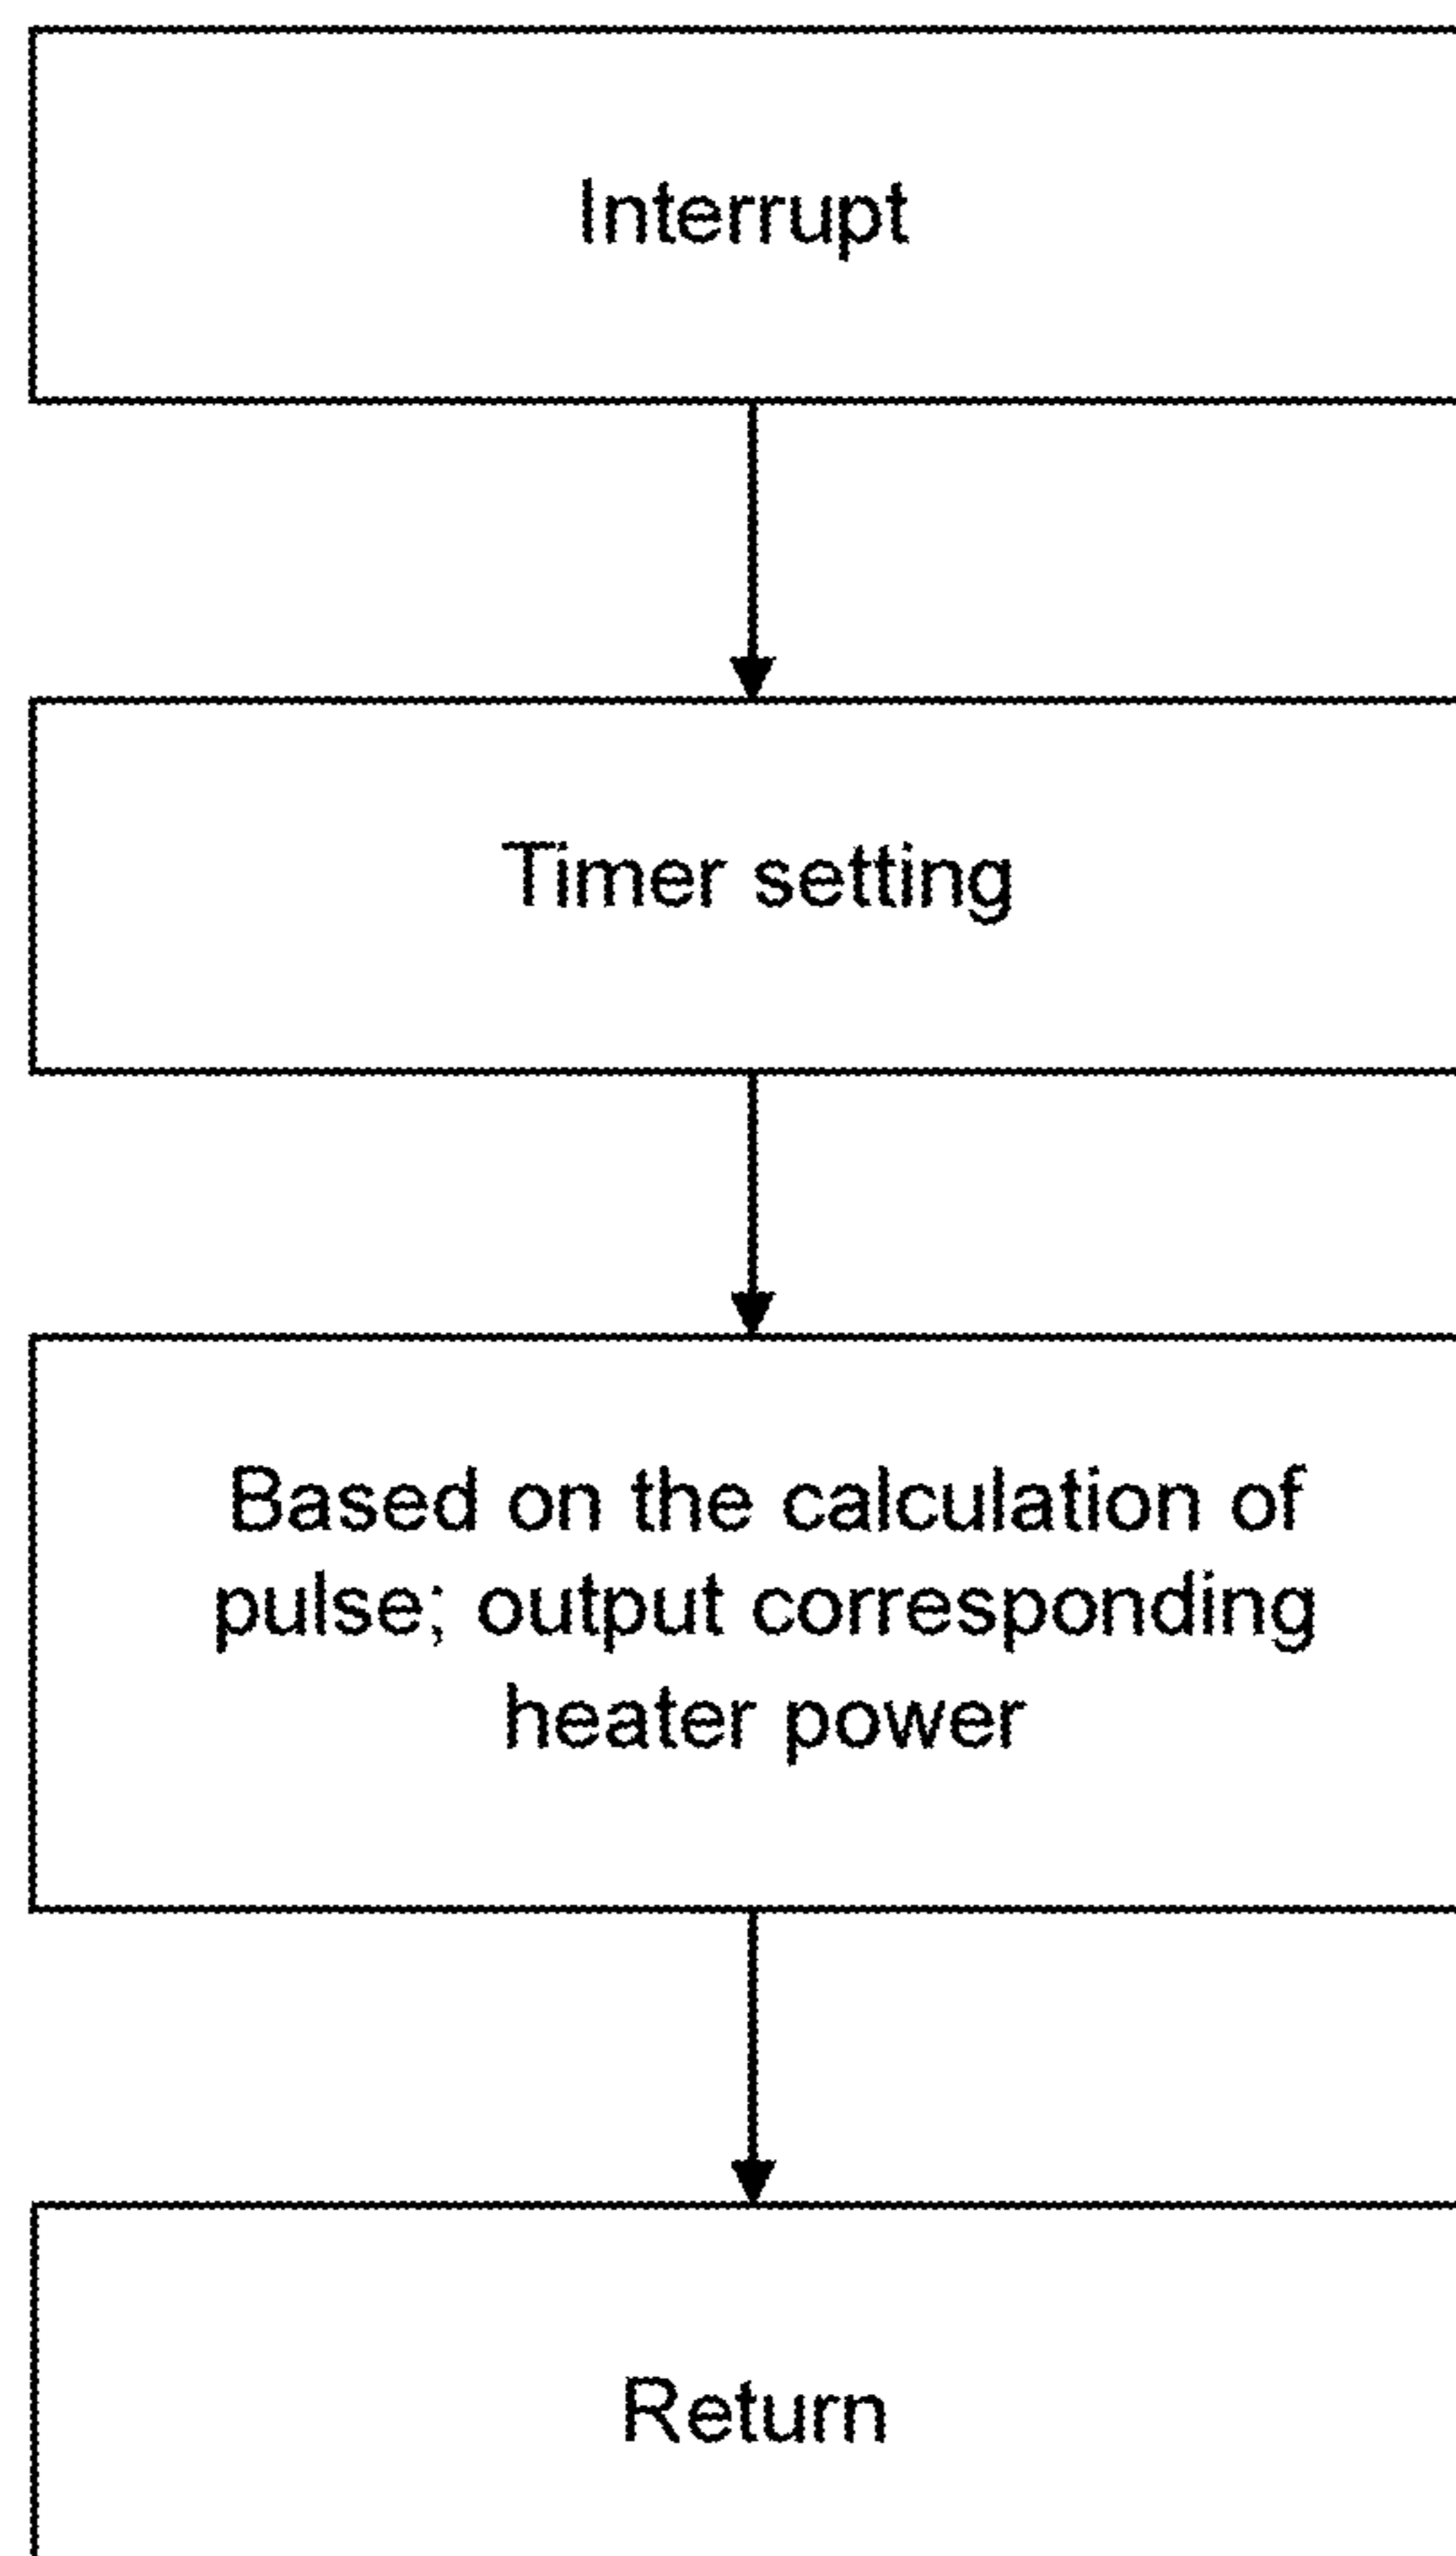 Interrupt
Timer setting
Based on the calculation of
pulse; output corresponding
heater power
Return